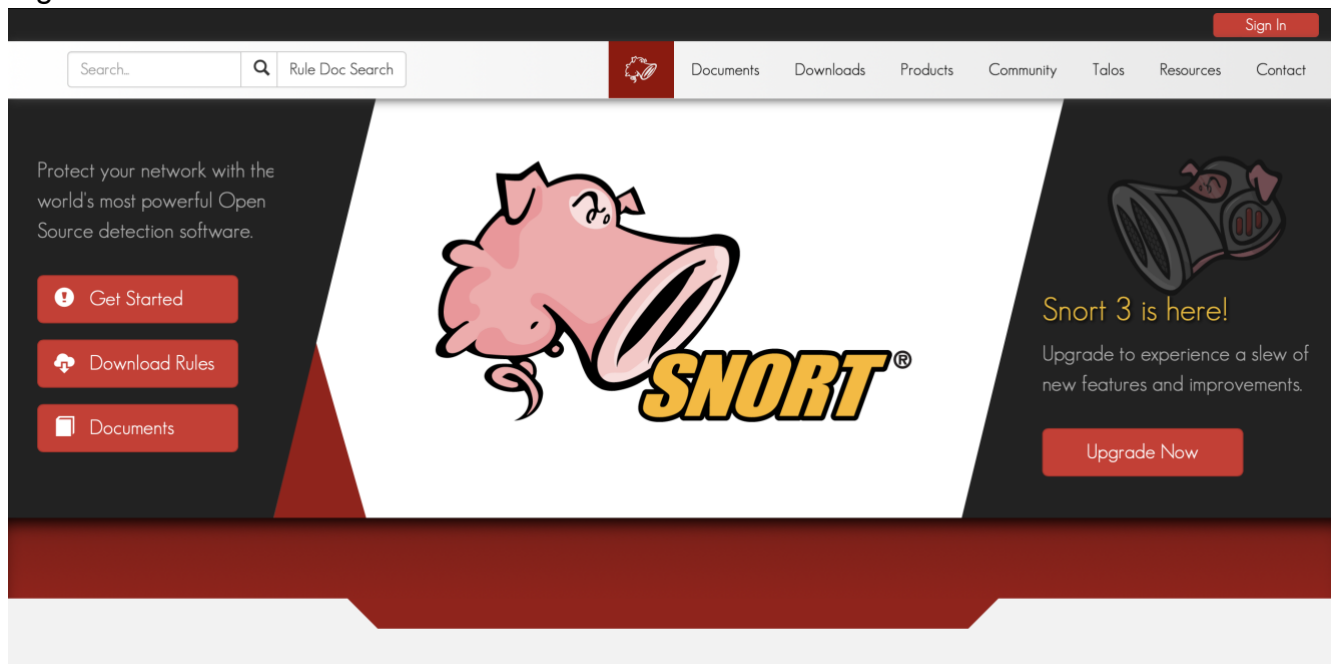 Sign In
Search...
Rule Doc Search
Documents
Downloads
Products
Community
Talos
Resources
Contact
Protect your network with the
world's most powerful Open
Source detection software.
Get Started
Download Rules
Documents
SNORT®
Snort 3 is here!
Upgrade to experience a slew of
new features and improvements.
Upgrade Now